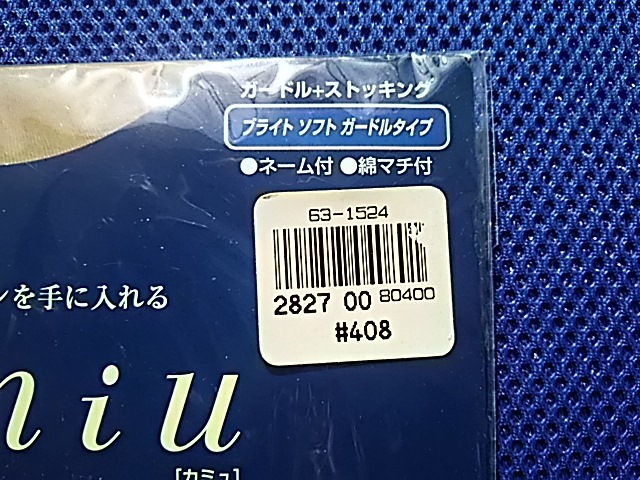 ガードル+ストッキング
ブライト ソフト ガードルタイプ
●ネーム付 ●綿マチ付
63-1524
2827 00 80400
#408
ンを手に入れる
miu
[カミュ]